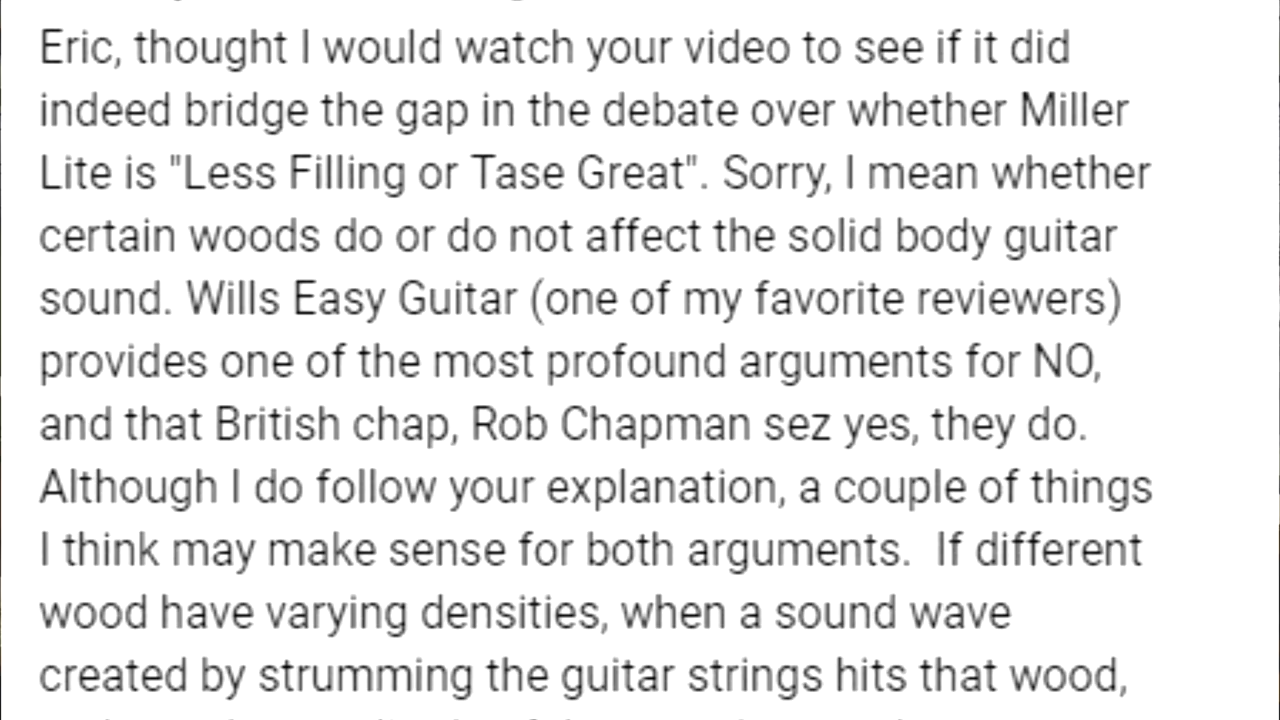 Eric, thought I would watch your video to see if it did
indeed bridge the gap in the debate over whether Miller
Lite is "Less Filling or Tase Great". Sorry, I mean whether
certain woods do or do not affect the solid body guitar
sound. Wills Easy Guitar (one of my favorite reviewers)
provides one of the most profound arguments for NO,
and that British chap, Rob Chapman sez yes, they do.
Although I do follow your explanation, a couple of things
I think may make sense for both arguments.  If different
wood have varying densities, when a sound wave
created by strumming the guitar strings hits that wood,